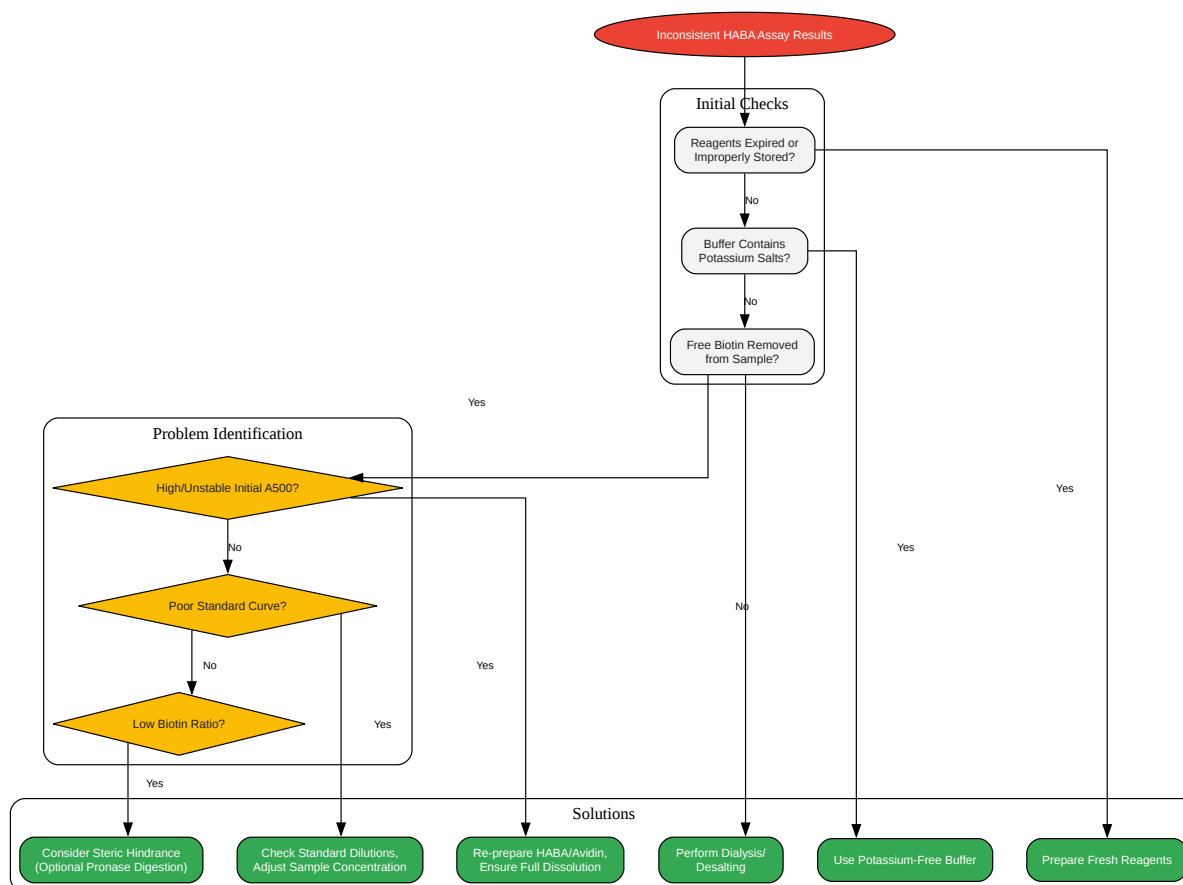 Inconsistent HABA Assay Results
Initial Checks
Reagents Expired or
Improperly Stored?
No
Buffer Contains
Potassium Salts?
No
Free Biotin Removed
from Sample?
Yes
Problem Identification
High/Unstable Initial A500?
Yes
No
Yes
Poor Standard Curve?
No
No
Yes
Low Biotin Ratio?
Yes
Yes
Solutions
Consider Steric Hindrance
(Optional Pronase Digestion)
Check Standard Dilutions,
Adjust Sample Concentration
Re-prepare HABA/Avidin,
Ensure Full Dissolution
Perform Dialysis/
Desalting
Use Potassium-Free Buffer
Prepare Fresh Reagents